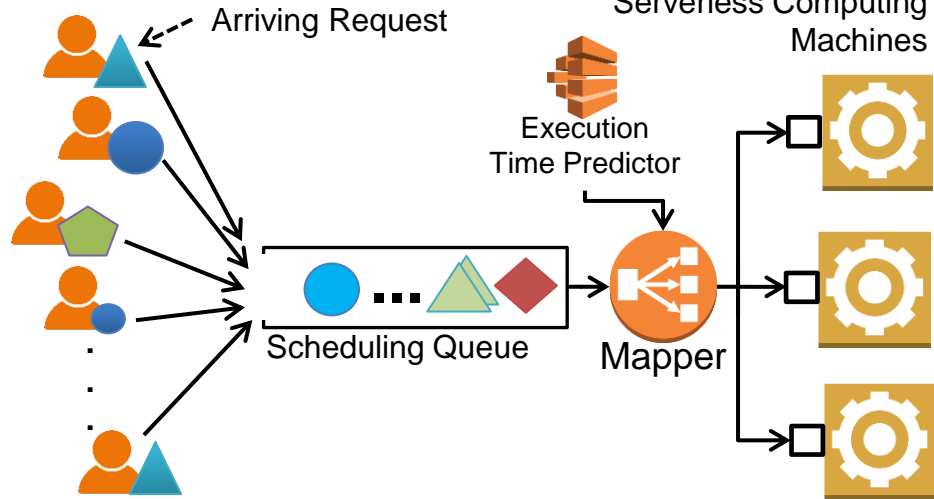 Arriving Request
Serverless Computing
Machines
Execution
Time Predictor
Scheduling Queue
Mapper